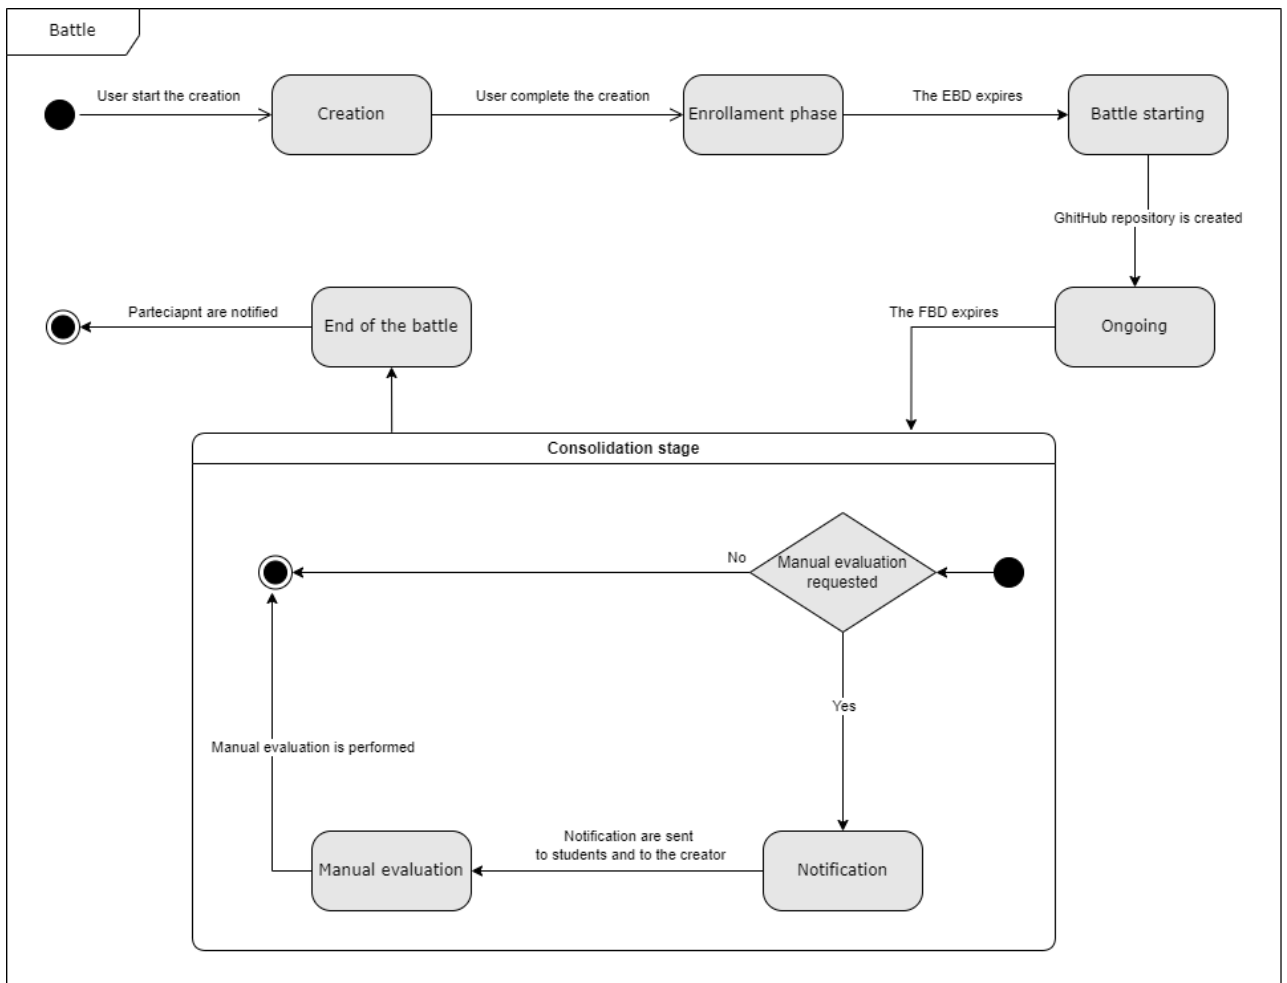 Battle
User start the creation
Creation
User complete the creation
Enrollament phase
The EBD expires
Battle starting
GhitHub repository is created
Parteciapnt are notified
End of the battle
The FBD expires
Ongoing
Consolidation stage
No
Manual evaluation
requested
Yes
Manual evaluation is performed
Manual evaluation
Notification are sent
to students and to the creator
Notification